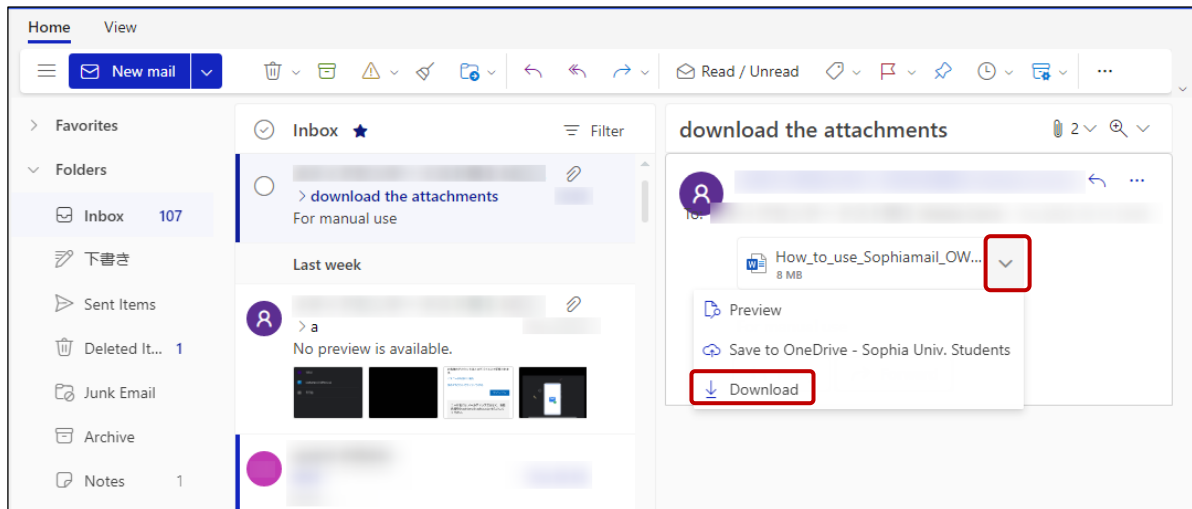 Home View
New mail
Read / Unread
Favorites
Folders
Inbox 107
下書き
Sent Items
Deleted It... 1
Junk Email
Archive
Notes 1
Inbox
Filter
> download the attachments
For manual use
Last week
> a
No preview is available.
download the attachments
2
To:
How_to_use_Sophiamail_OW...
8 MB
Preview
Save to OneDrive - Sophia Univ. Students
Download